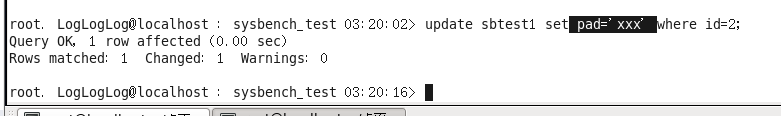 root. LogLogLog@localhost : sysbench_test 03:20:02> update sbtest1 set pad='xxx' where id=2;
Query OK, 1 row affected (0.00 sec)
Rows matched: 1  Changed: 1  Warnings: 0
root. LogLogLog@localhost : sysbench_test 03:20:16>